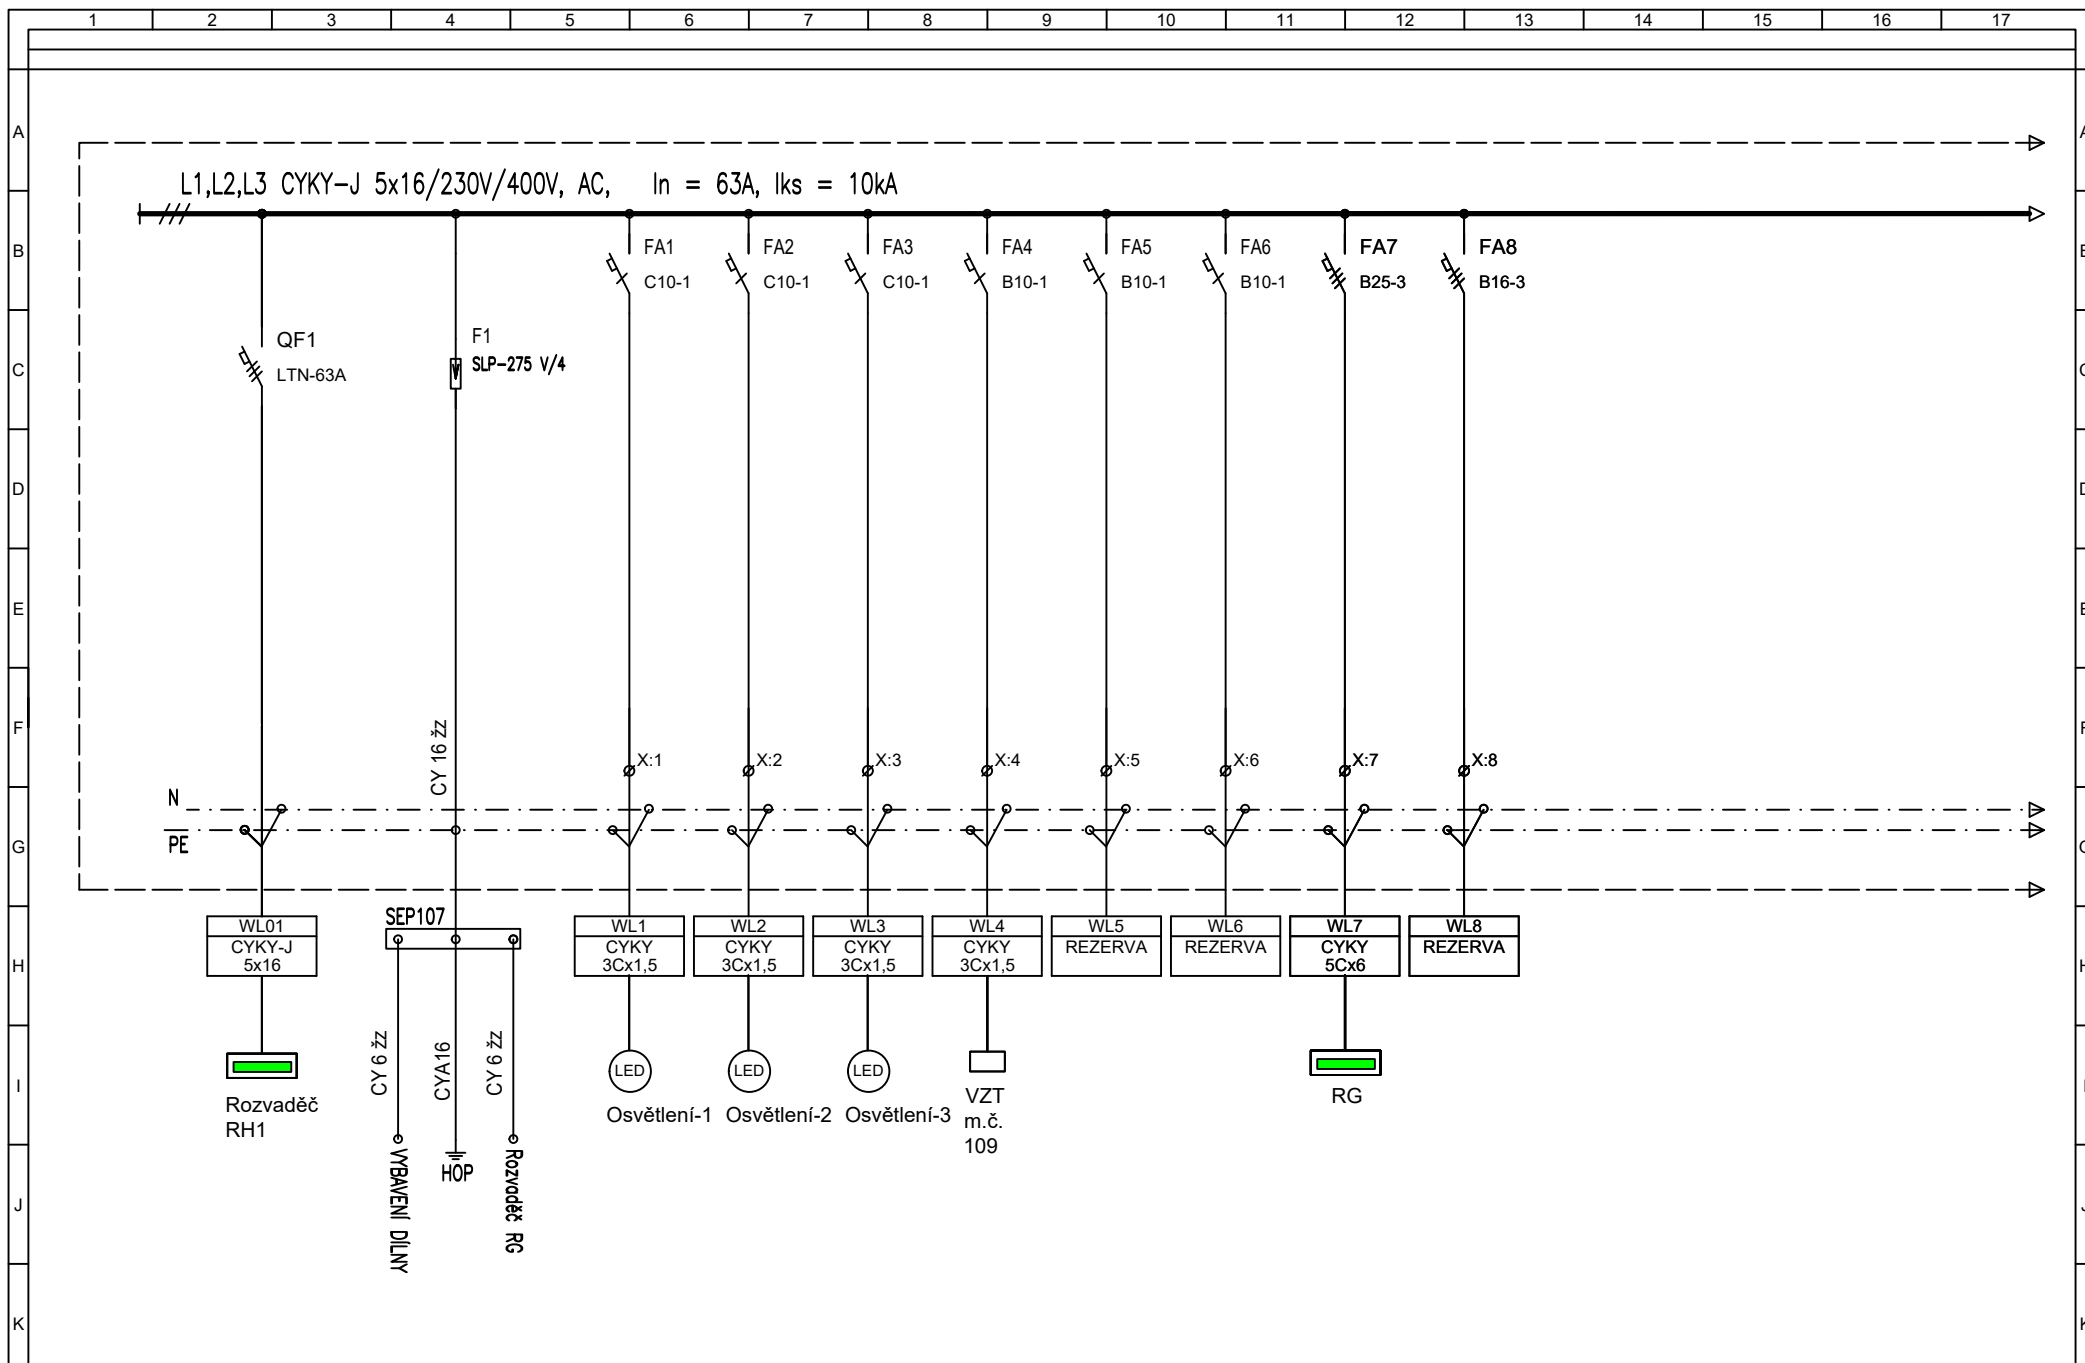 1 2 3 4 5 6 7 8 9 10 11 12 13 14 15 16 17
A
L1,L2,L3 CYKY-J 5x16/230V/400V, AC, In = 63A, Iks = 10kA
B
FA1 FA2 FA3 FA4 FA5 FA6 FA7 FA8
C10-1 C10-1 C10-1 B10-1 B10-1 B10-1 B25-3 B16-3
QF1 F1
LTN-63A SLP-275 V/4
C
D
E
F
CY 16 žz
X:1 X:2 X:3 X:4 X:5 X:6 X:7 X:8
N
PE
G
SEP107
WL01 WL1 WL2 WL3 WL4 WL5 WL6 WL7 WL8
CYKY-J CYKY CYKY CYKY CYKY REZERVA REZERVA CYKY REZERVA
5x16 3Cx1,5 3Cx1,5 3Cx1,5 3Cx1,5 5Cx6
H
CY 6 žz
CYA16
CY 6 žz
LED LED LED
I
Rozvaděč
RH1
Osvětlení-1 Osvětlení-2 Osvětlení-3
VZT
m.č.
109
RG
VYBAVENÍ DÍLNY
HOP
Rozvaděč RG
J
K